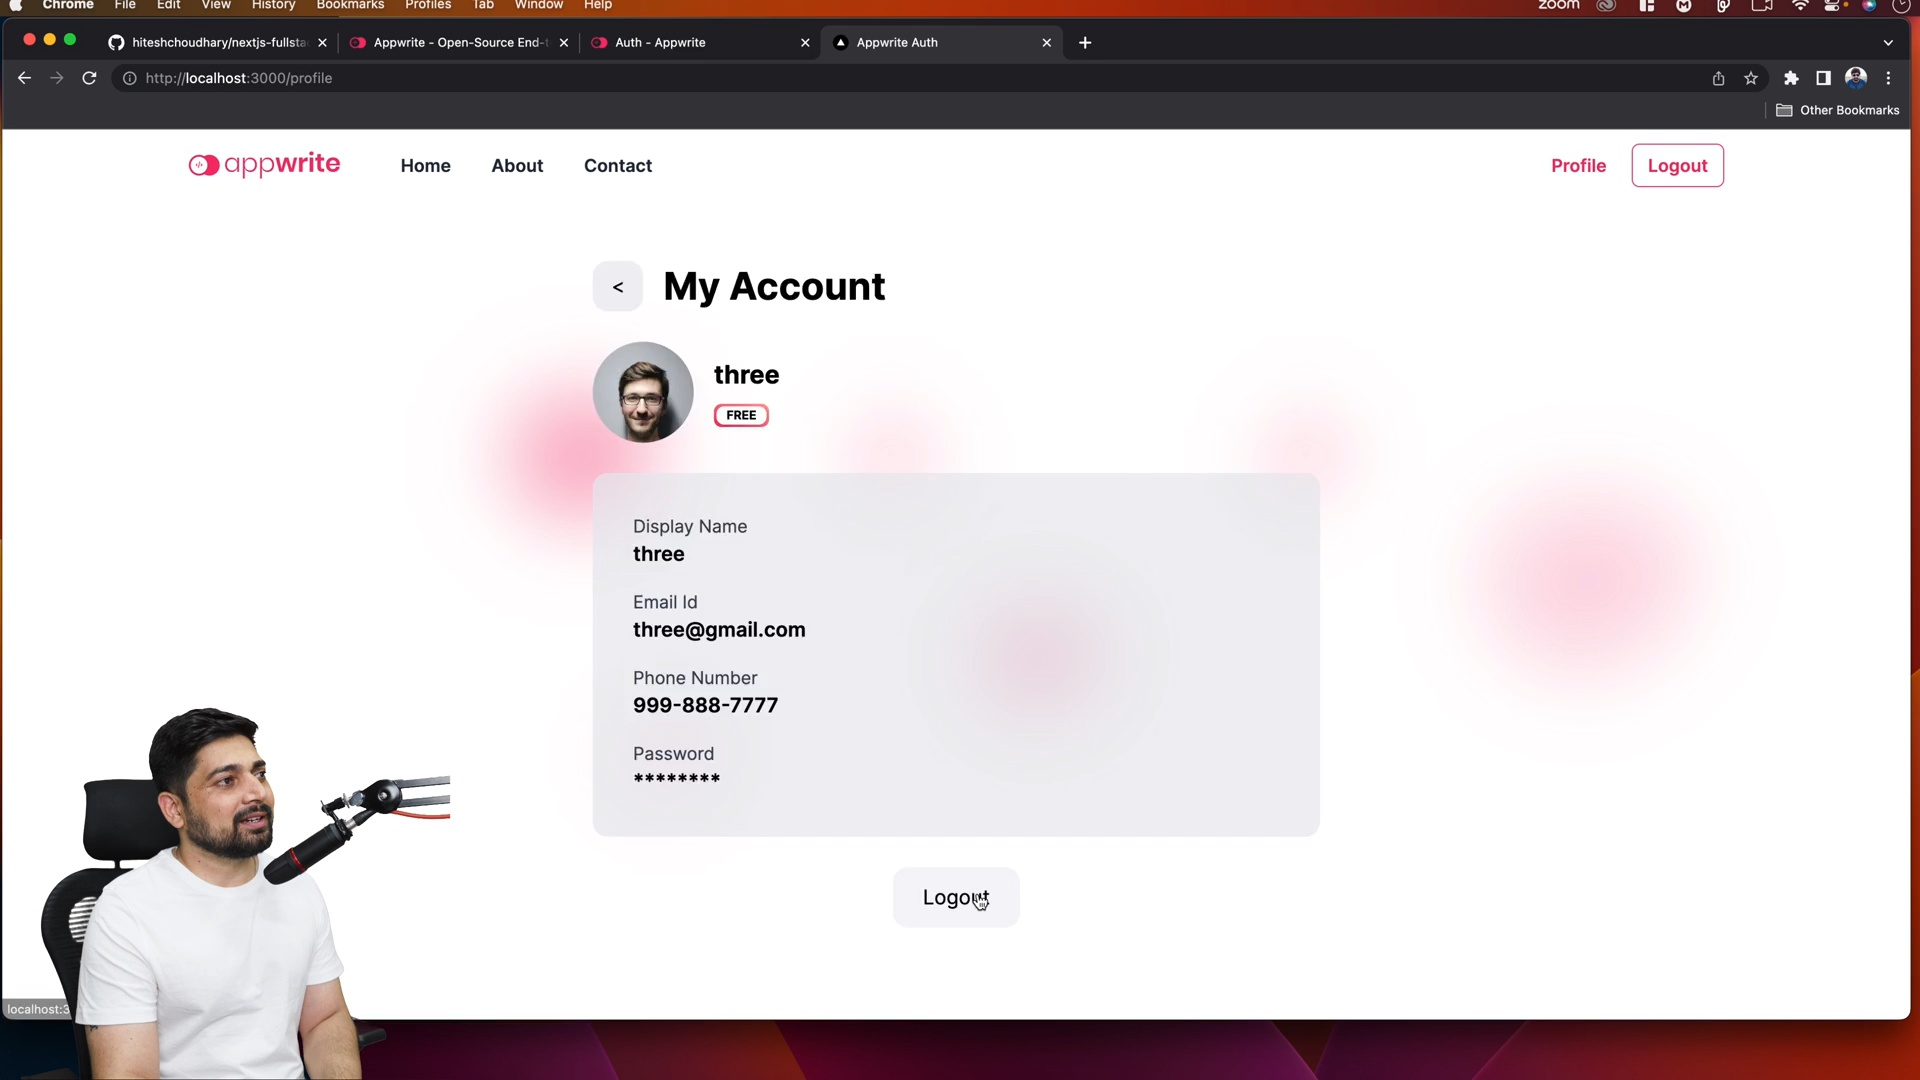 Chrome File Edit View History Bookmarks Profiles Tab Window Help zoom
hiteshchoudhary/nextjs-fullsta
Appwrite - Open-Source End-t
Auth - Appwrite
Appwrite Auth
http://localhost:3000/profile
Other Bookmarks
appwrite
Home About Contact Profile Logout
< My Account
three
FREE
Display Name
three
Email Id
three@gmail.com
Phone Number
999-888-7777
Password
********
Logout
localhost:3